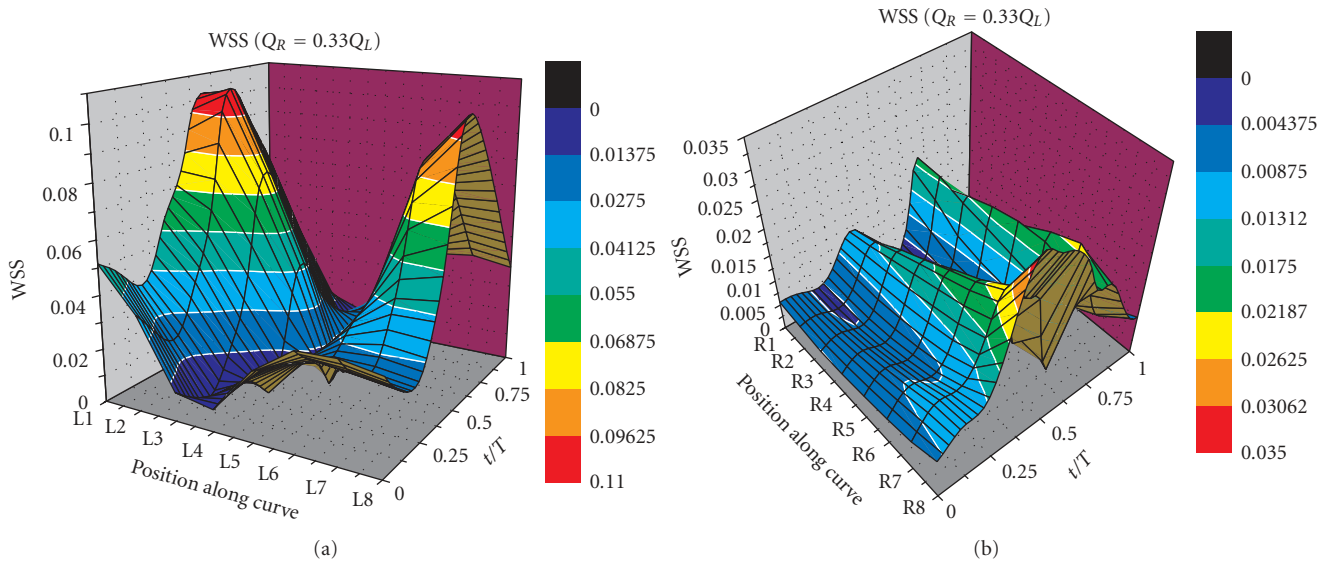 WSS (Q_R = 0.33Q_L)
0.1
0.08
0.06
0.04
0.02
0
WSS
L1
L2
L3
L4
L5
L6
L7
L8
Position along curve
0
0.25
0.5
0.75
1
t/T
0
0.01375
0.0275
0.04125
0.055
0.06875
0.0825
0.09625
0.11
(a)
WSS (Q_R = 0.33Q_L)
0.035
0.03
0.025
0.02
0.015
0.01
0.005
0
WSS
R1
R2
R3
R4
R5
R6
R7
R8
Position along curve
0
0.25
0.5
0.75
1
t/T
0
0.004375
0.00875
0.01312
0.0175
0.02187
0.02625
0.03062
0.035
(b)